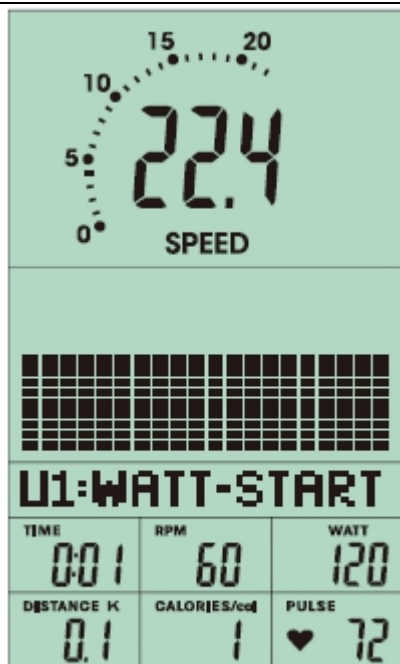 15 20
10
22.4
5
0
SPEED
U1:WATT-START
TIME RPM WATT
0:01 60 120
DISTANCE K CALORIES/cal PULSE
0.1 1 72